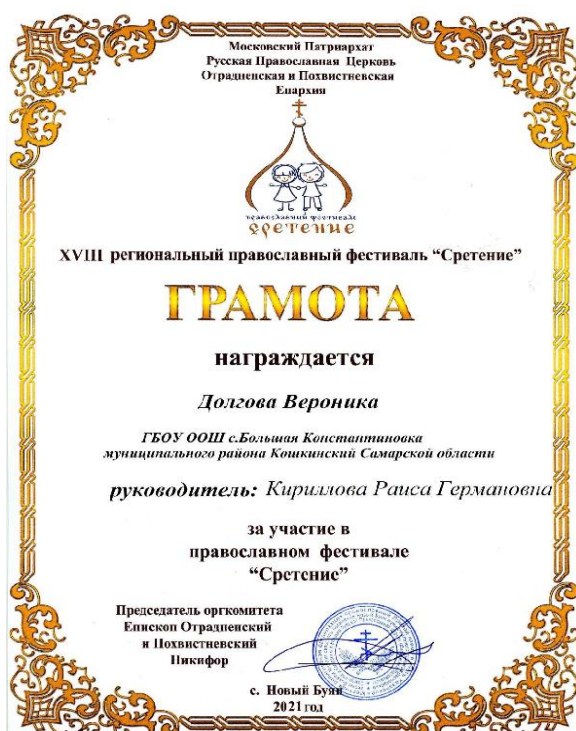 Московский Патриархат
Русская Православная Церковь
Отрадненская и Похвистневская
Епархия
православный фестиваль
СРЕТЕНИЕ
XVIII региональный православный фестиваль “Сретение”
ГРАМОТА
награждается
Долгова Вероника
ГБОУ ООШ с.Большая Константиновка
муниципального района Кошкинский Самарской области
руководитель: Кириллова Раиса Германовна
за участие в
православном фестивале
“Сретение”
Председатель оргкомитета
Епископ Отрадненский
и Похвистневский
Никифор
с. Новый Буян
2021 год